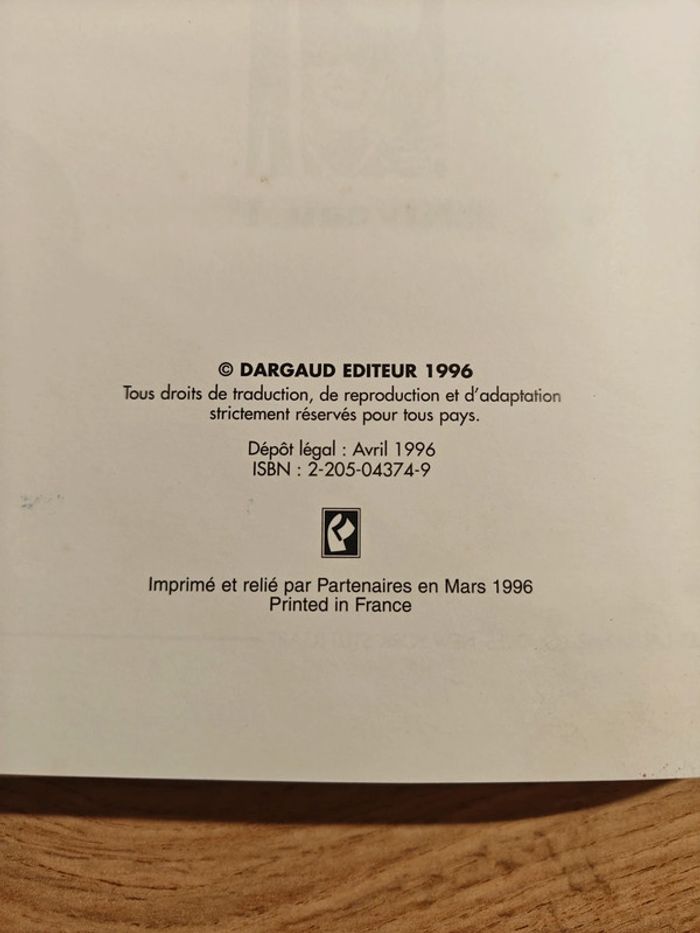 © DARGAUD EDITEUR 1996
Tous droits de traduction, de reproduction et d'adaptation
strictement réservés pour tous pays.
Dépôt légal : Avril 1996
ISBN : 2-205-04374-9
Imprimé et relié par Partenaires en Mars 1996
Printed in France